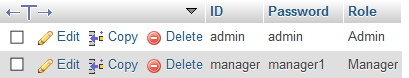 ID Password Role
Edit Copy Delete admin admin Admin
Edit Copy Delete manager manager1 Manager